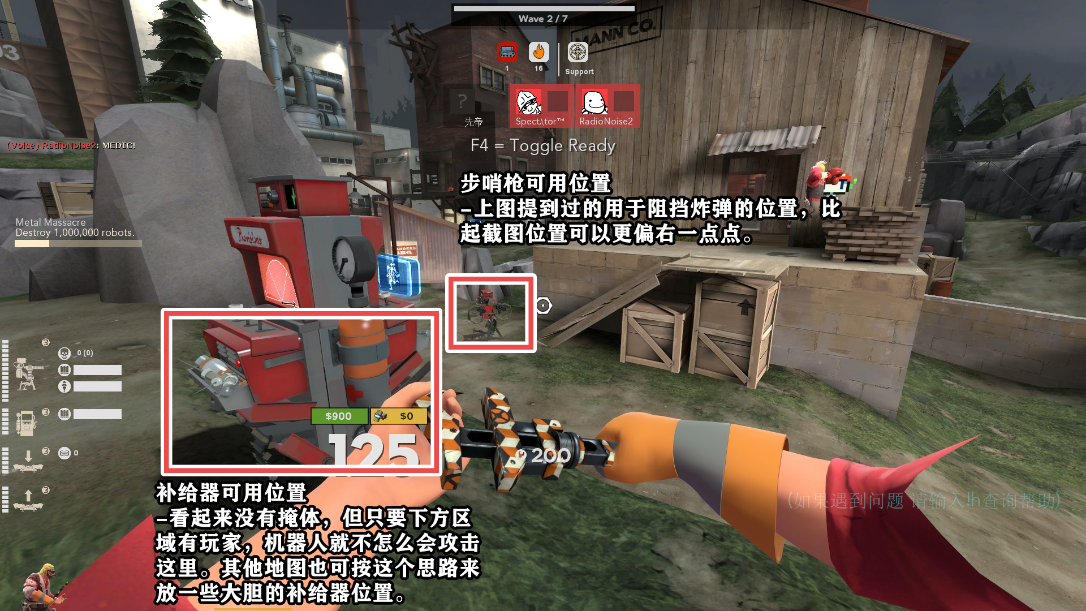 Wave 2 / 7
MANN CO.
1
16
Support
先帝
Spectator™
RadioNoise2
F4 = Toggle Ready
(Voice) RadioNoise2: MEDIC!
步哨枪可用位置
-上图提到过的用于阻挡炸弹的位置，比
起截图位置可以更偏右一点点。
Metal Massacre
Destroy 1,000,000 robots.
0 (0)
$900
$0
125
200
0
(如果遇到问题 请输入!h查询帮助)
补给器可用位置
-看起来没有掩体，但只要下方区
域有玩家，机器人就不怎么会攻击
这里。其他地图也可按这个思路来
放一些大胆的补给器位置。